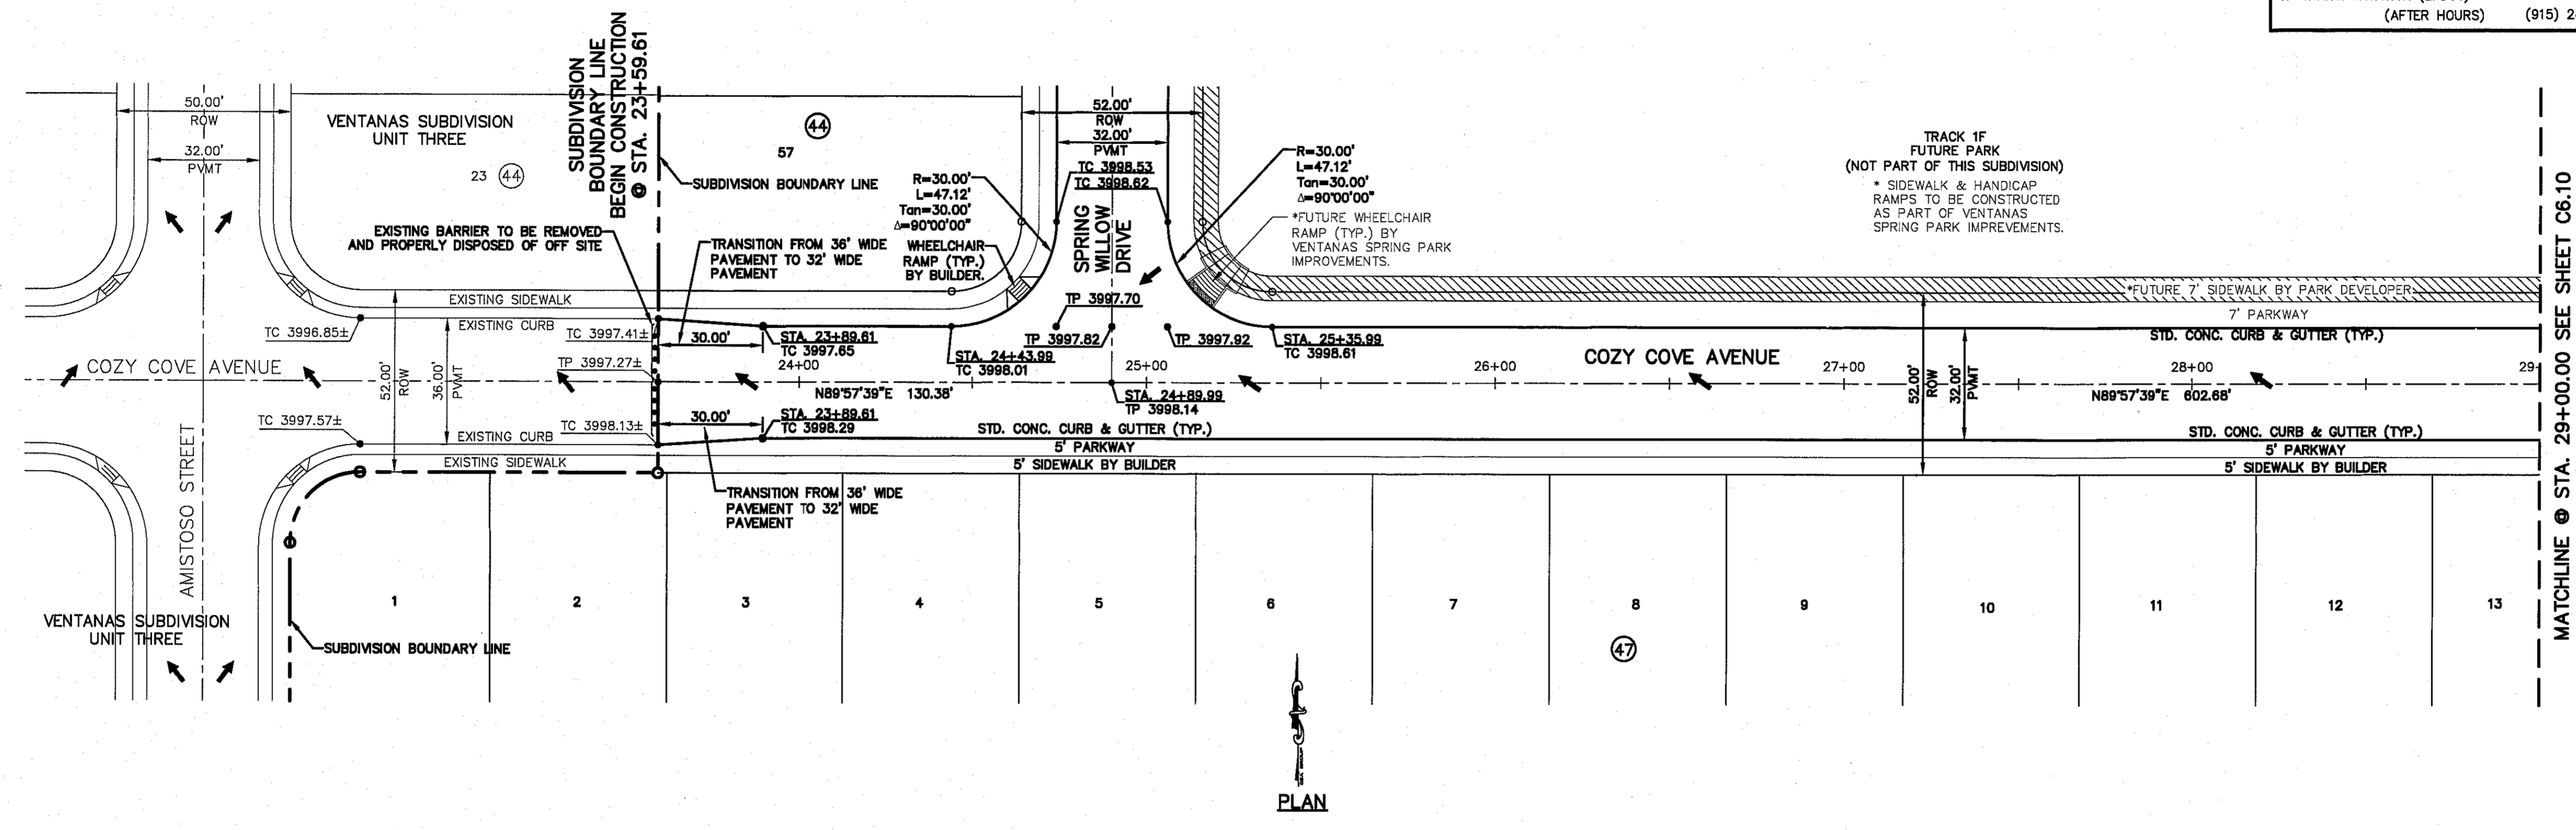 (AFTER HOURS) (915) 2
50.00'
ROW
32.00'
PVMT
VENTANAS SUBDIVISION
UNIT THREE
23 44
SUBDIVISION
BOUNDARY LINE
BEGIN CONSTRUCTION
@ STA. 23+59.61
44
57
SUBDIVISION BOUNDARY LINE
EXISTING BARRIER TO BE REMOVED
AND PROPERLY DISPOSED OF OFF SITE
TRANSITION FROM 36' WIDE
PAVEMENT TO 32' WIDE
PAVEMENT
R=30.00'
L=47.12'
Tan=30.00'
Δ=90°00'00"
WHEELCHAIR
RAMP (TYP.)
BY BUILDER.
52.00'
ROW
32.00'
PVMT
TC 3998.53
TC 3998.62
SPRING
WILLOW
DRIVE
R=30.00'
L=47.12'
Tan=30.00'
Δ=90°00'00"
*FUTURE WHEELCHAIR
RAMP (TYP.) BY
VENTANAS SPRING PARK
IMPROVEMENTS.
TRACK 1F
FUTURE PARK
(NOT PART OF THIS SUBDIVISION)
* SIDEWALK & HANDICAP
RAMPS TO BE CONSTRUCTED
AS PART OF VENTANAS
SPRING PARK IMPREVEMENTS.
MATCHLINE @ STA. 29+00.00 SEE SHEET C6.10
EXISTING SIDEWALK
EXISTING CURB
TC 3996.85±
TC 3997.41±
30.00'
STA. 23+89.61
TC 3997.65
STA. 24+43.99
TC 3998.01
TP 3997.70
TP 3997.82
TP 3997.92
STA. 25+35.99
TC 3998.61
*FUTURE 7' SIDEWALK BY PARK DEVELOPER
7' PARKWAY
STD. CONC. CURB & GUTTER (TYP.)
COZY COVE AVENUE
52.00'
ROW
36.00'
PVMT
TP 3997.27±
24+00
25+00
26+00
COZY COVE AVENUE
27+00
28+00
29+
N89°57'39"E 130.38'
STA. 24+89.99
TP 3998.14
52.00'
ROW
32.00'
PVMT
N89°57'39"E 602.68'
TC 3997.57±
TC 3998.13±
30.00'
STA. 23+89.61
TC 3998.29
EXISTING CURB
EXISTING SIDEWALK
STD. CONC. CURB & GUTTER (TYP.)
5' PARKWAY
5' SIDEWALK BY BUILDER
STD. CONC. CURB & GUTTER (TYP.)
5' PARKWAY
5' SIDEWALK BY BUILDER
AMISTOSO STREET
TRANSITION FROM 36' WIDE
PAVEMENT TO 32' WIDE
PAVEMENT
1
2
3
4
5
6
7
8
9
10
11
12
13
47
VENTANAS SUBDIVISION
UNIT THREE
SUBDIVISION BOUNDARY LINE
PLAN